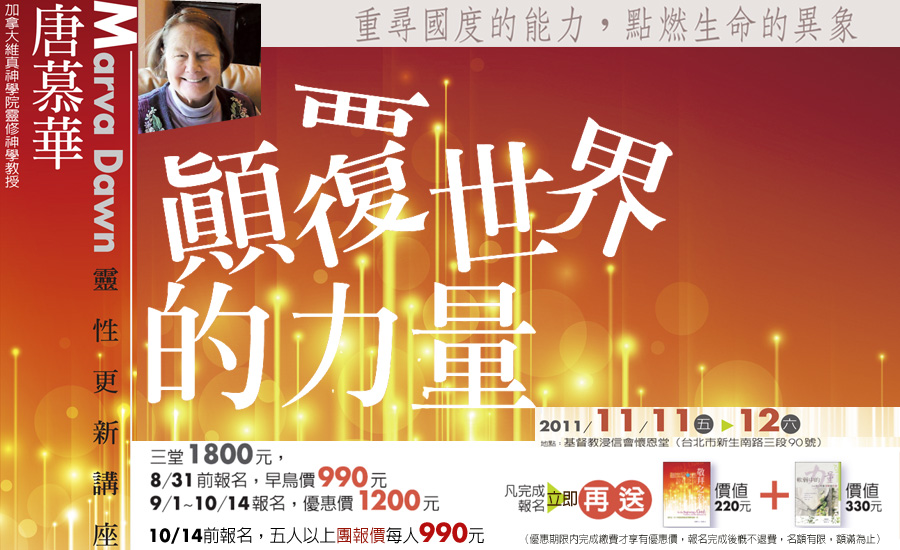 重尋國度的能力，點燃生命的異象
加拿大維真神學院靈修神學教授
唐慕華
Marva Dawn
靈性更新講座
顛覆世界
的力量
2011/11/11五▶12六
地點：基督教浸信會懷恩堂（台北市新生南路三段90號）
三堂1800元，
8/31前報名，早鳥價990元
9/1~10/14報名，優惠價1200元
10/14前報名，五人以上團報價每人990元
凡完成
報名
立即
再送
敬拜
價值
220元
+
價值
330元
（優惠期限內完成繳費才享有優惠價，報名完成後概不退費，名額有限，額滿為止）